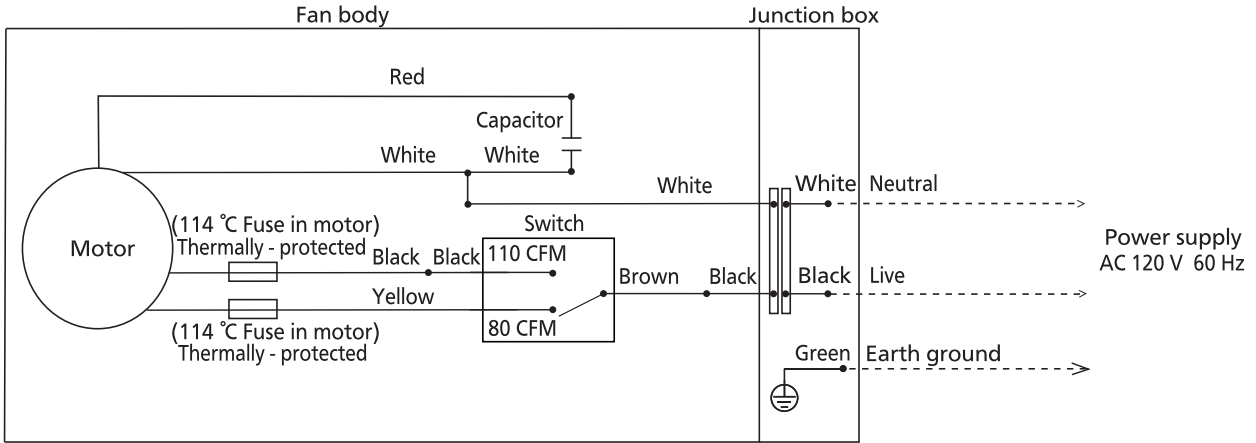 Fan body
Junction box
Red
Capacitor
White
White
White
White
Neutral
(114 ˚C Fuse in motor)
Thermally - protected
Switch
Motor
Black
Black
110 CFM
Brown
Black
Black
Live
Power supply
AC 120 V 60 Hz
Yellow
80 CFM
(114 ˚C Fuse in motor)
Thermally - protected
Green
Earth ground